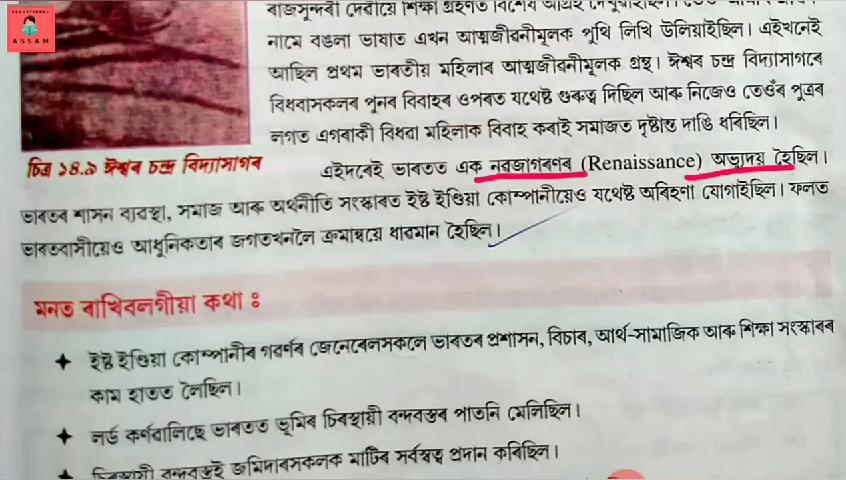 EDUCATIONAL
ASSAM
ৰাজসুন্দৰী দেৱীয়ে শিক্ষা গ্ৰহণত বিশেষ আগ্ৰহ
নামে বঙলা ভাষাত এখন আত্মজীৱনীমূলক পুথি লিখি উলিয়াইছিল। এইখনেই
আছিল প্ৰথম ভাৰতীয় মহিলাৰ আত্মজীৱনীমূলক গ্ৰন্থ। ঈশ্বৰ চন্দ্ৰ বিদ্যাসাগৰে
বিধৱাসকলৰ পুনৰ বিবাহৰ ওপৰত যথেষ্ট গুৰুত্ব দিছিল আৰু নিজেও তেওঁৰ পুত্ৰৰ
লগত এগৰাকী বিধৱা মহিলাক বিবাহ কৰাই সমাজত দৃষ্টান্ত দাঙি ধৰিছিল।
চিত্ৰ ১৪.৯ ঈশ্বৰ চন্দ্ৰ বিদ্যাসাগৰ
এইদৰেই ভাৰতত এক নৱজাগৰণৰ (Renaissance) অভ্যুদয় হৈছিল।
ভাৰতৰ শাসন ব্যৱস্থা, সমাজ আৰু অৰ্থনীতি সংস্কাৰত ইষ্ট ইণ্ডিয়া কোম্পানীয়েও যথেষ্ট অৰিহণা যোগাইছিল। ফলত
ভাৰতবাসীয়েও আধুনিকতাৰ জগতখনলৈ ক্ৰমান্বয়ে ধাৱমান হৈছিল।
মনত ৰাখিবলগীয়া কথা ঃ
✦ ইষ্ট ইণ্ডিয়া কোম্পানীৰ গৱৰ্ণৰ জেনেৰেলসকলে ভাৰতৰ প্ৰশাসন, বিচাৰ, আৰ্থ-সামাজিক আৰু শিক্ষা সংস্কাৰৰ
কাম হাতত লৈছিল।
✦ লৰ্ড কৰ্ণৱালিছে ভাৰতত ভূমিৰ চিৰস্থায়ী বন্দবস্তৰ পাতনি মেলিছিল।
✦ চিৰস্থায়ী বন্দবস্তই জমিদাৰসকলক মাটিৰ সৰ্বস্বত্ব প্ৰদান কৰিছিল।